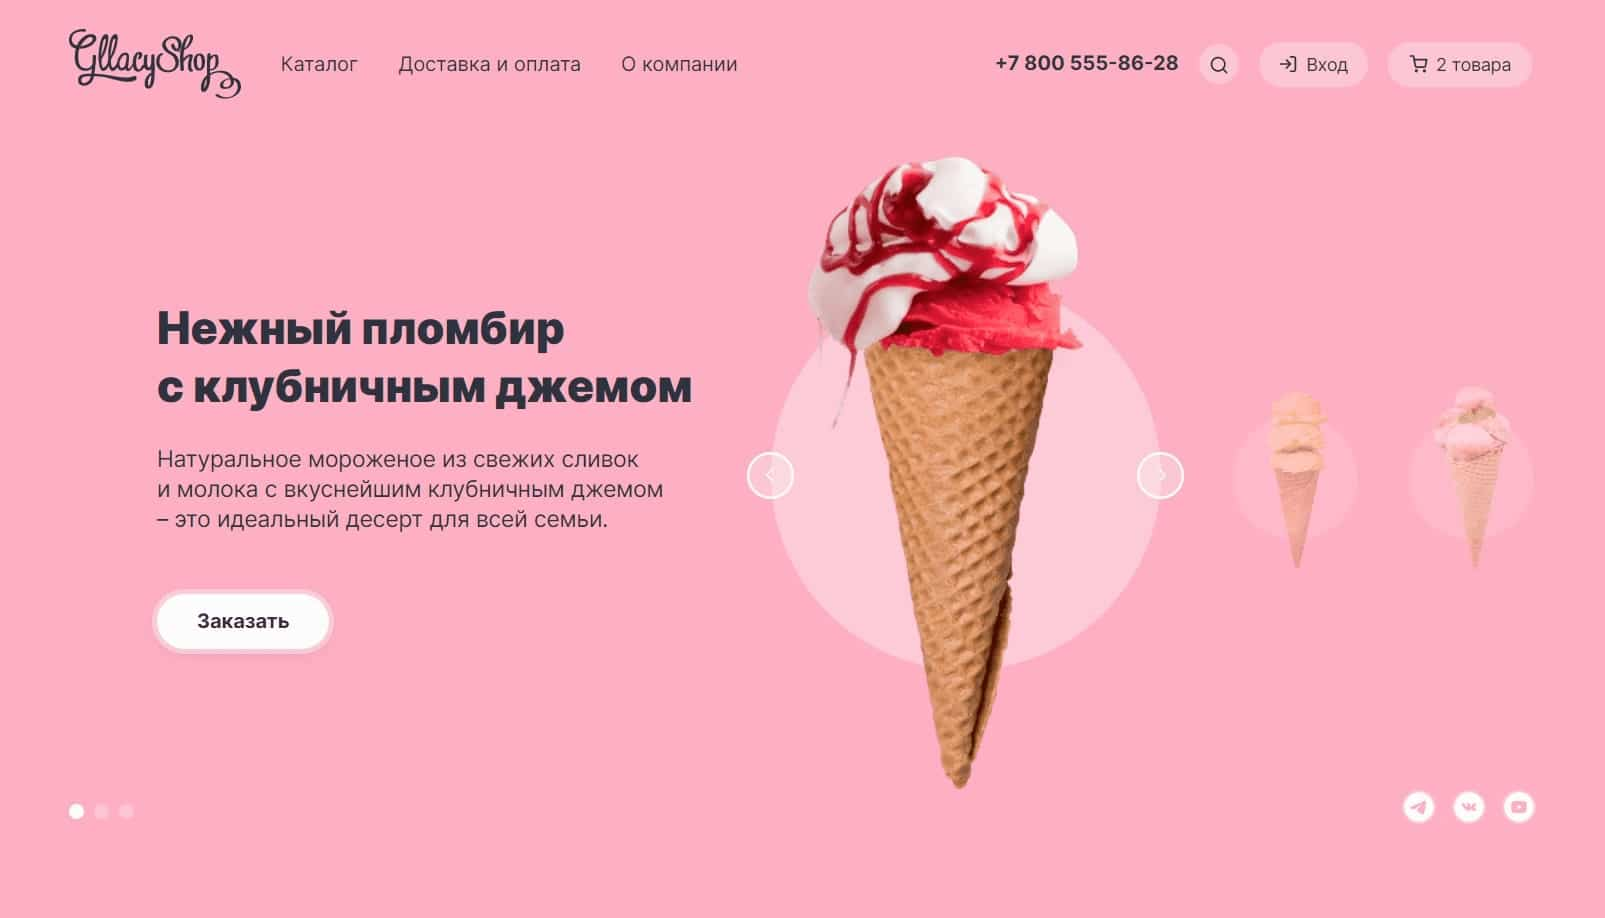 GllacyShop
Каталог
Доставка и оплата
О компании
+7 800 555-86-28
Вход
2 товара
Нежный пломбир
с клубничным джемом
Натуральное мороженое из свежих сливок
и молока с вкуснейшим клубничным джемом
– это идеальный десерт для всей семьи.
Заказать